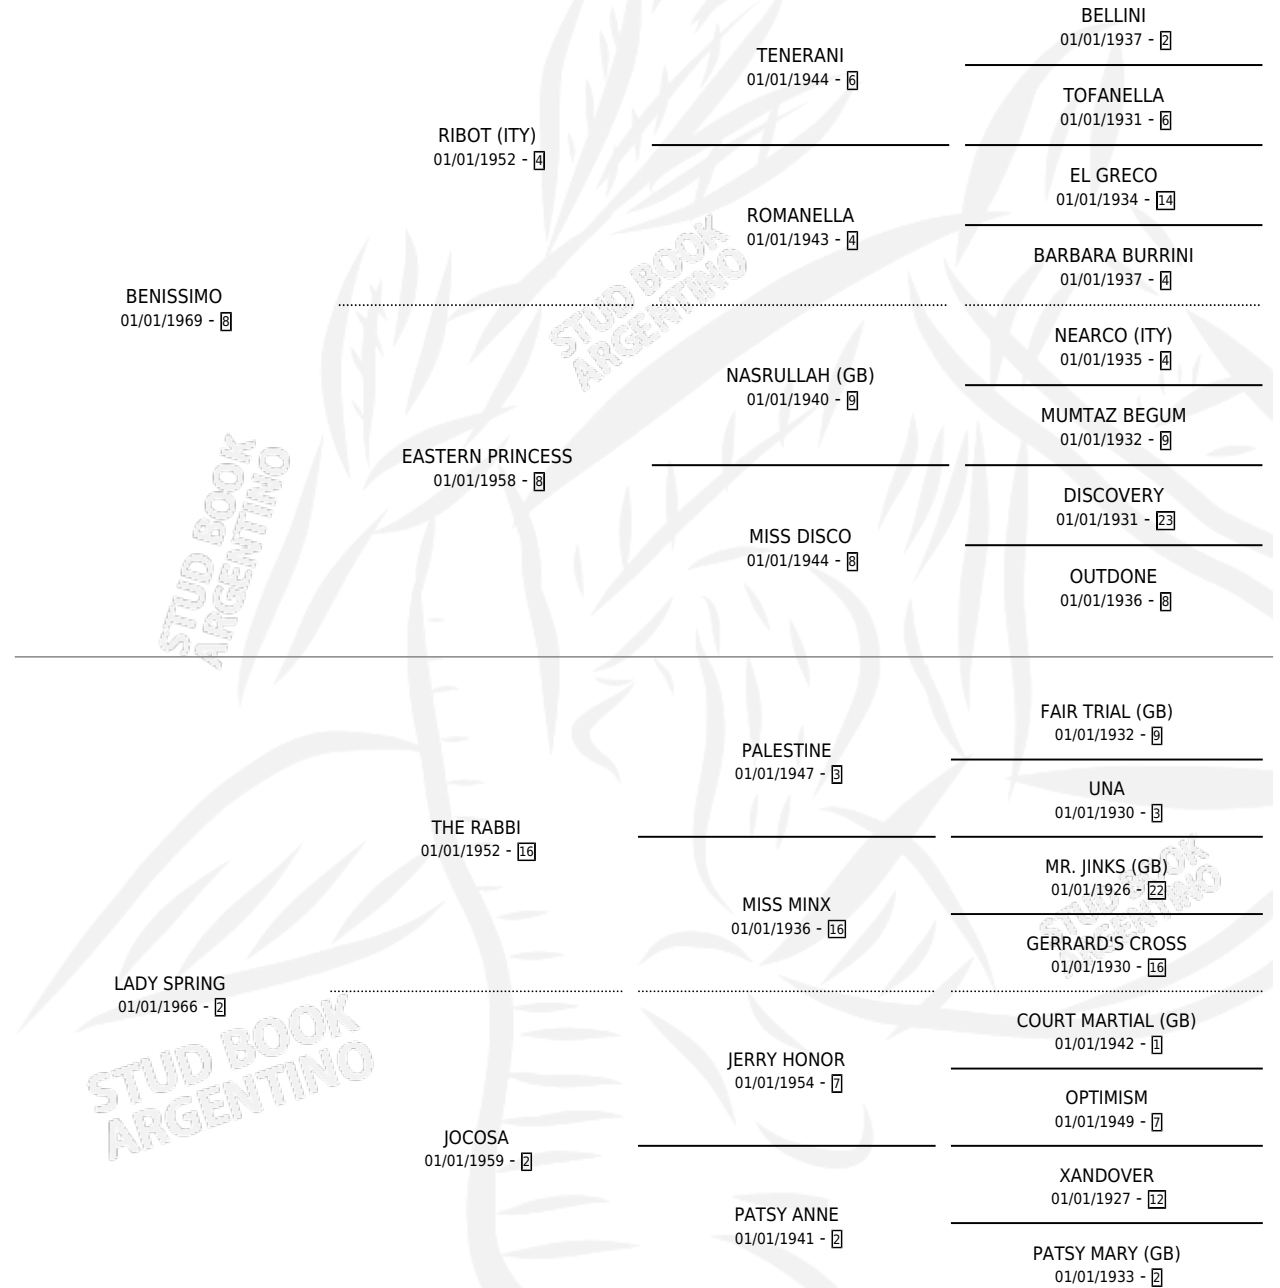 BELLINI
01/01/1937 - 2
TENERANI
01/01/1944 - 6
TOFANELLA
01/01/1931 - 6
RIBOT (ITY)
01/01/1952 - 4
EL GRECO
01/01/1934 - 14
ROMANELLA
01/01/1943 - 4
BARBARA BURRINI
01/01/1937 - 4
BENISSIMO
01/01/1969 - 8
STUD BOOK
ARGENTINO
NEARCO (ITY)
01/01/1935 - 4
NASRULLAH (GB)
01/01/1940 - 9
MUMTAZ BEGUM
01/01/1932 - 9
EASTERN PRINCESS
01/01/1958 - 8
DISCOVERY
01/01/1931 - 23
MISS DISCO
01/01/1944 - 8
OUTDONE
01/01/1936 - 8
STUD BOOK
ARGENTINO
FAIR TRIAL (GB)
01/01/1932 - 9
PALESTINE
01/01/1947 - 3
UNA
01/01/1930 - 3
THE RABBI
01/01/1952 - 16
MR. JINKS (GB)
01/01/1926 - 22
MISS MINX
01/01/1936 - 16
STUD BOOK
ARGENTINO
GERRARD'S CROSS
01/01/1930 - 16
LADY SPRING
01/01/1966 - 2
COURT MARTIAL (GB)
01/01/1942 - 1
JERRY HONOR
01/01/1954 - 7
STUD BOOK
ARGENTINO
OPTIMISM
01/01/1949 - 7
JOCOSA
01/01/1959 - 2
XANDOVER
01/01/1927 - 12
PATSY ANNE
01/01/1941 - 2
PATSY MARY (GB)
01/01/1933 - 2